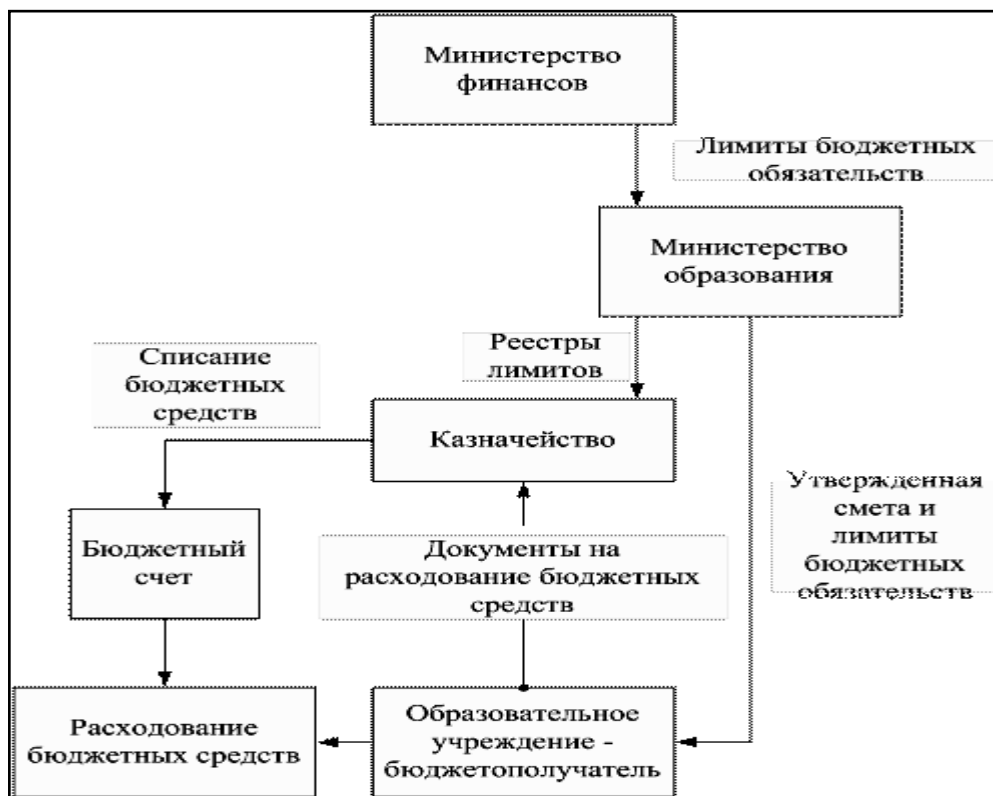 Министерство
финансов
Лимиты бюджетных
обязательств
Министерство
образования
Реестры
лимитов
Списание
бюджетных
средств
Казначейство
Утвержденная
смета и
лимиты
бюджетных
обязательств
Бюджетный
счет
Документы на
расходование бюджетных
средств
Расходование
бюджетных средств
Образовательное
учреждение -
бюджетополучатель